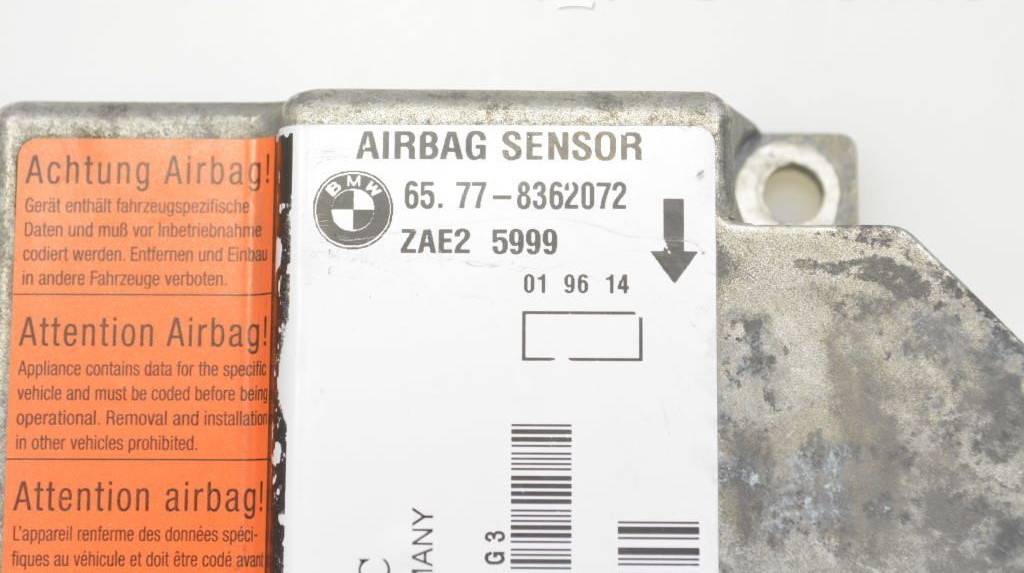 Achtung Airbag!
Gerät enthält fahrzeugspezifische
Daten und muß vor Inbetriebnahme
codiert werden. Entfernen und Einbau
in andere Fahrzeuge verboten.
Attention Airbag!
Appliance contains data for the specific
vehicle and must be coded before being
operational. Removal and installation
in other vehicles prohibited.
Attention airbag!
L'appareil renferme des données spéci-
fiques au véhicule et doit être codé avant
AIRBAG SENSOR
BMW
65. 77-8362072
ZAE2 5999
01 96 14
G3